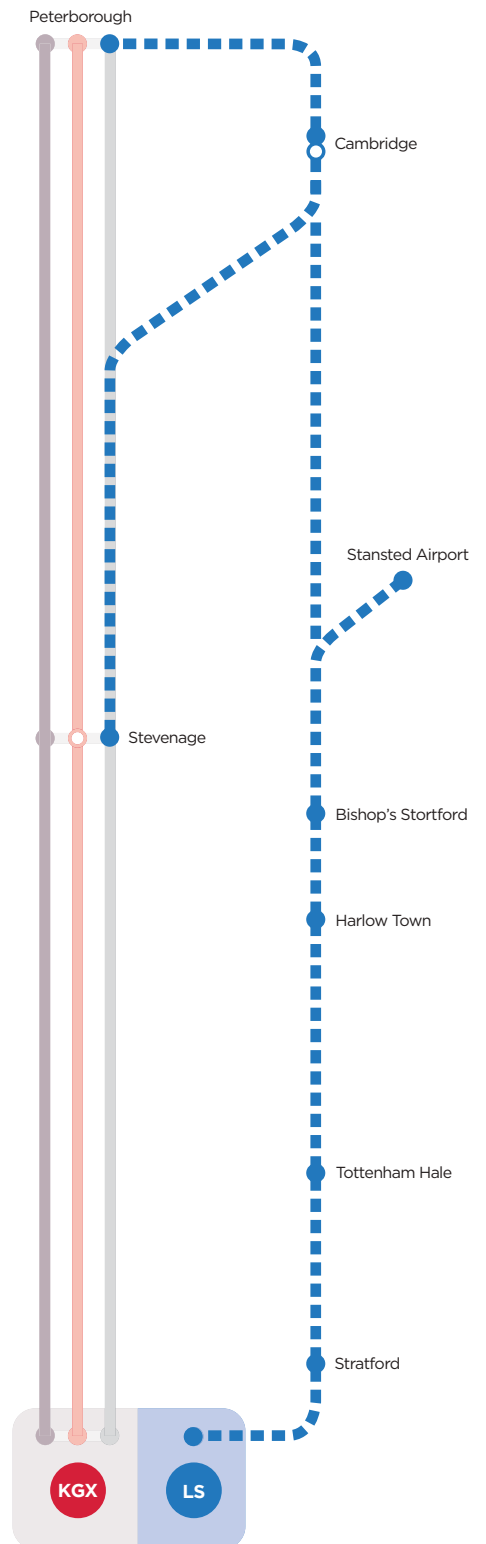 Peterborough
Cambridge
Stansted Airport
Stevenage
Bishop’s Stortford
Harlow Town
Tottenham Hale
Stratford
KGX
LS